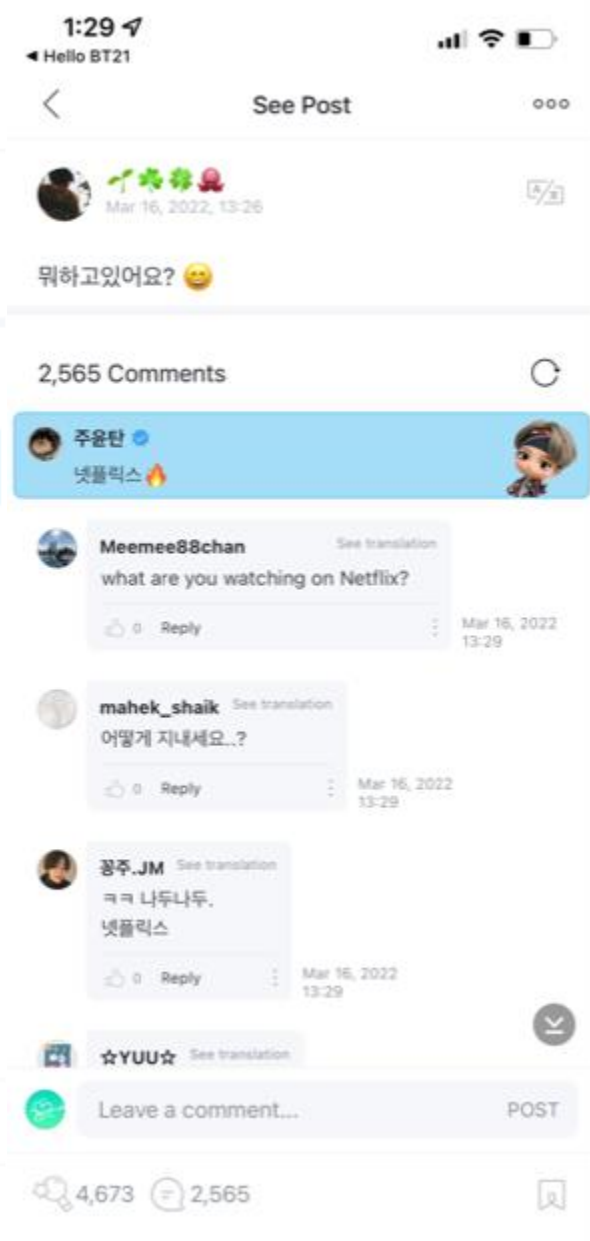 1:29
◀ Hello BT21
See Post
🌱☘️🍀🐙
Mar 16, 2022, 13:26
뭐하고있어요? 😄
2,565 Comments
주윤탄
넷플릭스🔥
Meemee88chan See translation
what are you watching on Netflix?
0 Reply
Mar 16, 2022
13:29
mahek_shaik See translation
어떻게 지내세요..?
0 Reply
Mar 16, 2022
13:29
꽁주.JM See translation
ㅋㅋ 나두나두.
넷플릭스
0 Reply
Mar 16, 2022
13:29
☆YUU☆ See translation
Leave a comment... POST
4,673 2,565